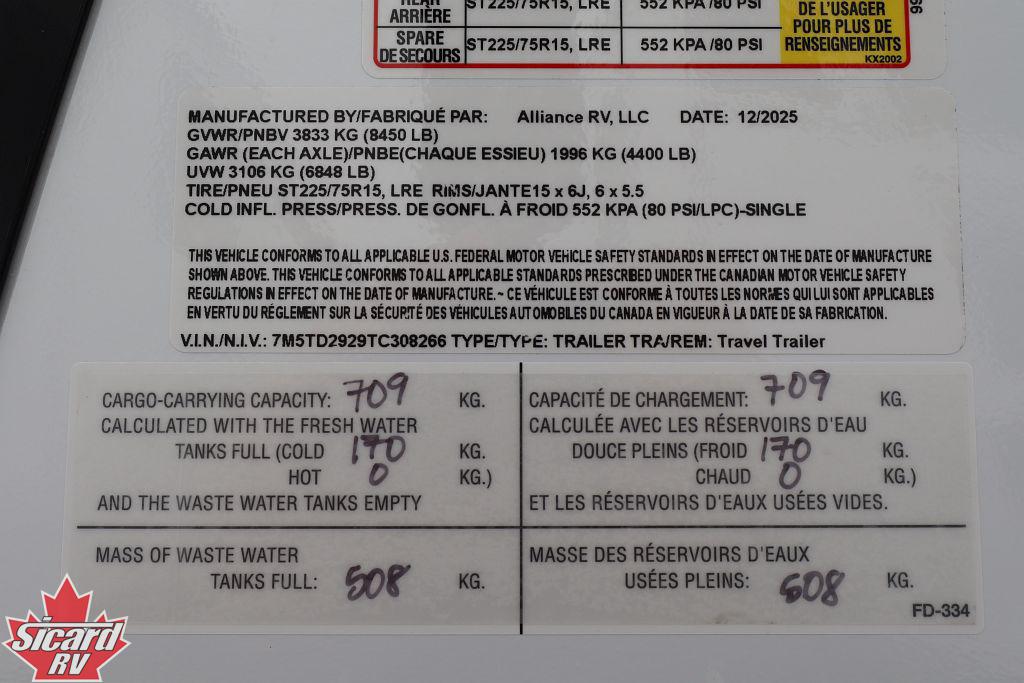 REAR
ARRIÈRE
ST225/75R15, LRE
552 KPA /80 PSI
SPARE
DE SECOURS
ST225/75R15, LRE
552 KPA /80 PSI
DE L'USAGER
POUR PLUS DE
RENSEIGNEMENTS
KX2002
MANUFACTURED BY/FABRIQUÉ PAR: Alliance RV, LLC DATE: 12/2025
GVWR/PNBV 3833 KG (8450 LB)
GAWR (EACH AXLE)/PNBE(CHAQUE ESSIEU) 1996 KG (4400 LB)
UVW 3106 KG (6848 LB)
TIRE/PNEU ST225/75R15, LRE RIMS/JANTE15 x 6J, 6 x 5.5
COLD INFL. PRESS/PRESS. DE GONFL. À FROID 552 KPA (80 PSI/LPC)-SINGLE
THIS VEHICLE CONFORMS TO ALL APPLICABLE U.S. FEDERAL MOTOR VEHICLE SAFETY STANDARDS IN EFFECT ON THE DATE OF MANUFACTURE
SHOWN ABOVE. THIS VEHICLE CONFORMS TO ALL APPLICABLE STANDARDS PRESCRIBED UNDER THE CANADIAN MOTOR VEHICLE SAFETY
REGULATIONS IN EFFECT ON THE DATE OF MANUFACTURE. ~ CE VÉHICULE EST CONFORME À TOUTES LES NORMES QUI LUI SONT APPLICABLES
EN VERTU DU RÉGLEMENT SUR LA SÉCURITÉ DES VÉHICULES AUTOMOBILES DU CANADA EN VIGUEUR À LA DATE DE SA FABRICATION.
V.I.N./N.I.V.: 7M5TD2929TC308266 TYPE/TYPE: TRAILER TRA/REM: Travel Trailer
CARGO-CARRYING CAPACITY: 709 KG.
CALCULATED WITH THE FRESH WATER
TANKS FULL (COLD 170 KG.
HOT 0 KG.)
AND THE WASTE WATER TANKS EMPTY
CAPACITÉ DE CHARGEMENT: 709 KG.
CALCULÉE AVEC LES RÉSERVOIRS D'EAU
DOUCE PLEINS (FROID 170 KG.
CHAUD 0 KG.)
ET LES RÉSERVOIRS D'EAUX USÉES VIDES.
MASS OF WASTE WATER
TANKS FULL: 508 KG.
MASSE DES RÉSERVOIRS D'EAUX
USÉES PLEINS: 508 KG.
FD-334
Sicard
RV